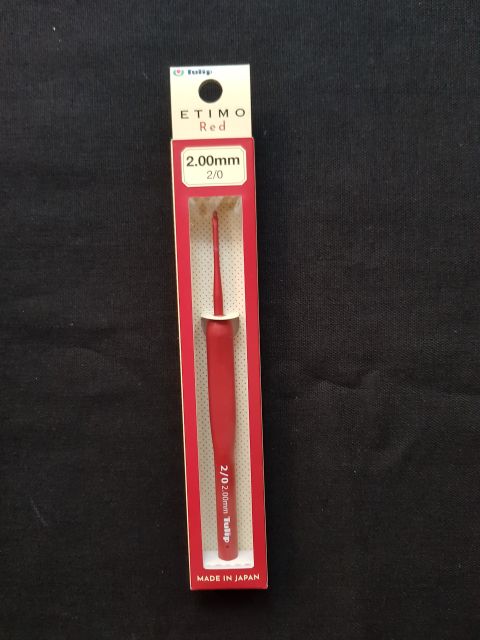 Tulip
ETIMO
Red
2.00mm
2/0
2/0 2.00mm Tulip
MADE IN JAPAN